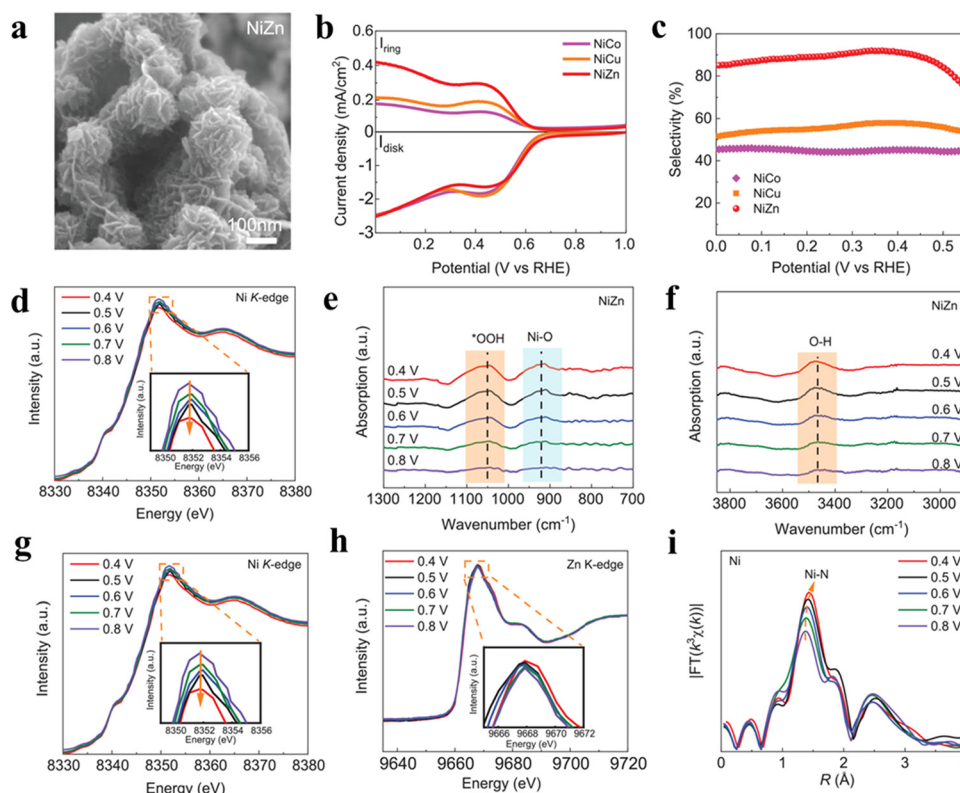 a
NiZn
100nm
b
I_ring
NiCo
NiCu
NiZn
I_disk
Current density (mA/cm²)
0.6
0.4
0.2
0
-1
-2
-3
0.2 0.4 0.6 0.8 1.0
Potential (V vs RHE)
c
Selectivity (%)
100
80
60
40
20
NiCo
NiCu
NiZn
0.0 0.1 0.2 0.3 0.4 0.5
Potential (V vs RHE)
d
Ni K-edge
0.4 V
0.5 V
0.6 V
0.7 V
0.8 V
Intensity (a.u.)
Intensity (a.u.)
8350 8352 8354 8356
Energy (eV)
8330 8340 8350 8360 8370 8380
Energy (eV)
e
NiZn
*OOH
Ni-O
0.4 V
0.5 V
0.6 V
0.7 V
0.8 V
Absorption (a.u.)
1300 1200 1100 1000 900 800 700
Wavenumber (cm⁻¹)
f
NiZn
O-H
0.4 V
0.5 V
0.6 V
0.7 V
0.8 V
Absorption (a.u.)
3800 3600 3400 3200 3000
Wavenumber (cm⁻¹)
g
Ni K-edge
0.4 V
0.5 V
0.6 V
0.7 V
0.8 V
Intensity (a.u.)
Intensity (a.u.)
8350 8352 8354 8356
Energy (eV)
8330 8340 8350 8360 8370 8380
Energy (eV)
h
Zn K-edge
0.4 V
0.5 V
0.6 V
0.7 V
0.8 V
Intensity (a.u.)
Intensity (a.u.)
9666 9668 9670 9672
Energy (eV)
9640 9660 9680 9700 9720
Energy (eV)
i
Ni
Ni-N
0.4 V
0.5 V
0.6 V
0.7 V
0.8 V
|FT(k³χ(k))|
0 1 2 3
R (Å)